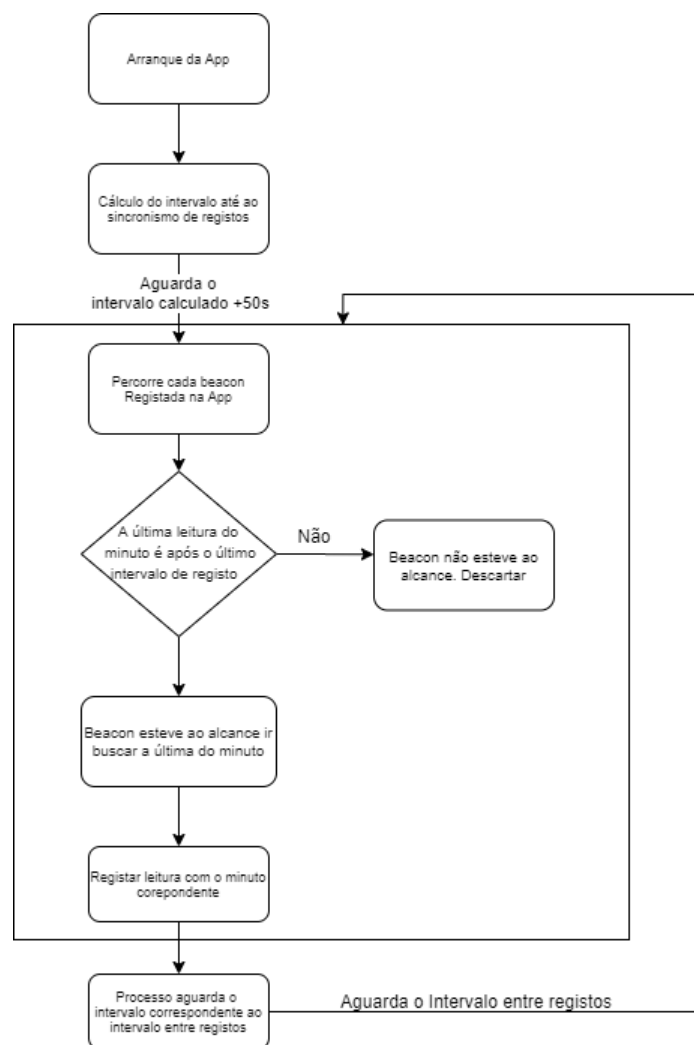 Arranque da App
Cálculo do intervalo até ao
sincronismo de registos
Aguarda o
intervalo calculado +50s
Percorre cada beacon
Registada na App
A última leitura do
minuto é após o último
intervalo de registo
Não
Beacon não esteve ao
alcance. Descartar
Beacon esteve ao alcance ir
buscar a última do minuto
Registar leitura com o minuto
corepondente
Processo aguarda o
intervalo correspondente ao
intervalo entre registos
Aguarda o Intervalo entre registos